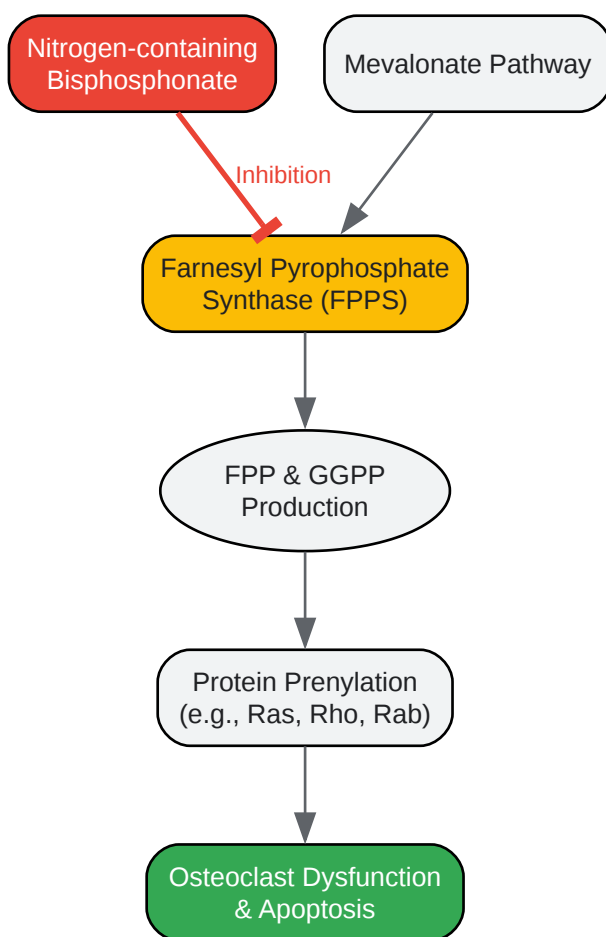 Nitrogen-containing
Bisphosphonate
Mevalonate Pathway
Inhibition
Farnesyl Pyrophosphate
Synthase (FPPS)
FPP & GGPP
Production
Protein Prenylation
(e.g., Ras, Rho, Rab)
Osteoclast Dysfunction
& Apoptosis